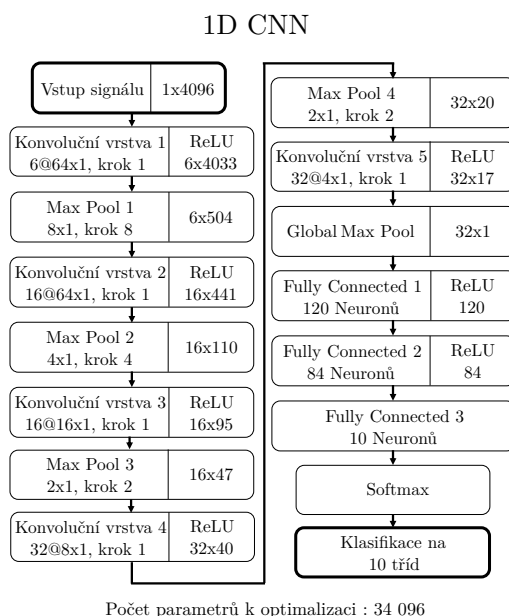 1D CNN
Vstup signálu 1x4096
Konvoluční vrstva 1 ReLU
6@64x1, krok 1 6x4033
Max Pool 1
8x1, krok 8
6x504
Konvoluční vrstva 2 ReLU
16@64x1, krok 1 16x441
Max Pool 2
4x1, krok 4
16x110
Konvoluční vrstva 3 ReLU
16@16x1, krok 1 16x95
Max Pool 3
2x1, krok 2
16x47
Konvoluční vrstva 4 ReLU
32@8x1, krok 1 32x40
Max Pool 4
2x1, krok 2
32x20
Konvoluční vrstva 5 ReLU
32@4x1, krok 1 32x17
Global Max Pool 32x1
Fully Connected 1 ReLU
120 Neuronů 120
Fully Connected 2 ReLU
84 Neuronů 84
Fully Connected 3
10 Neuronů
Softmax
Klasifikace na
10 tříd
Počet parametrů k optimalizaci : 34 096